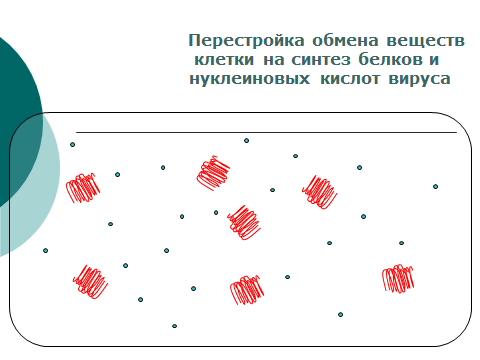 Перестройка обмена веществ
клетки на синтез белков и
нуклеиновых кислот вируса